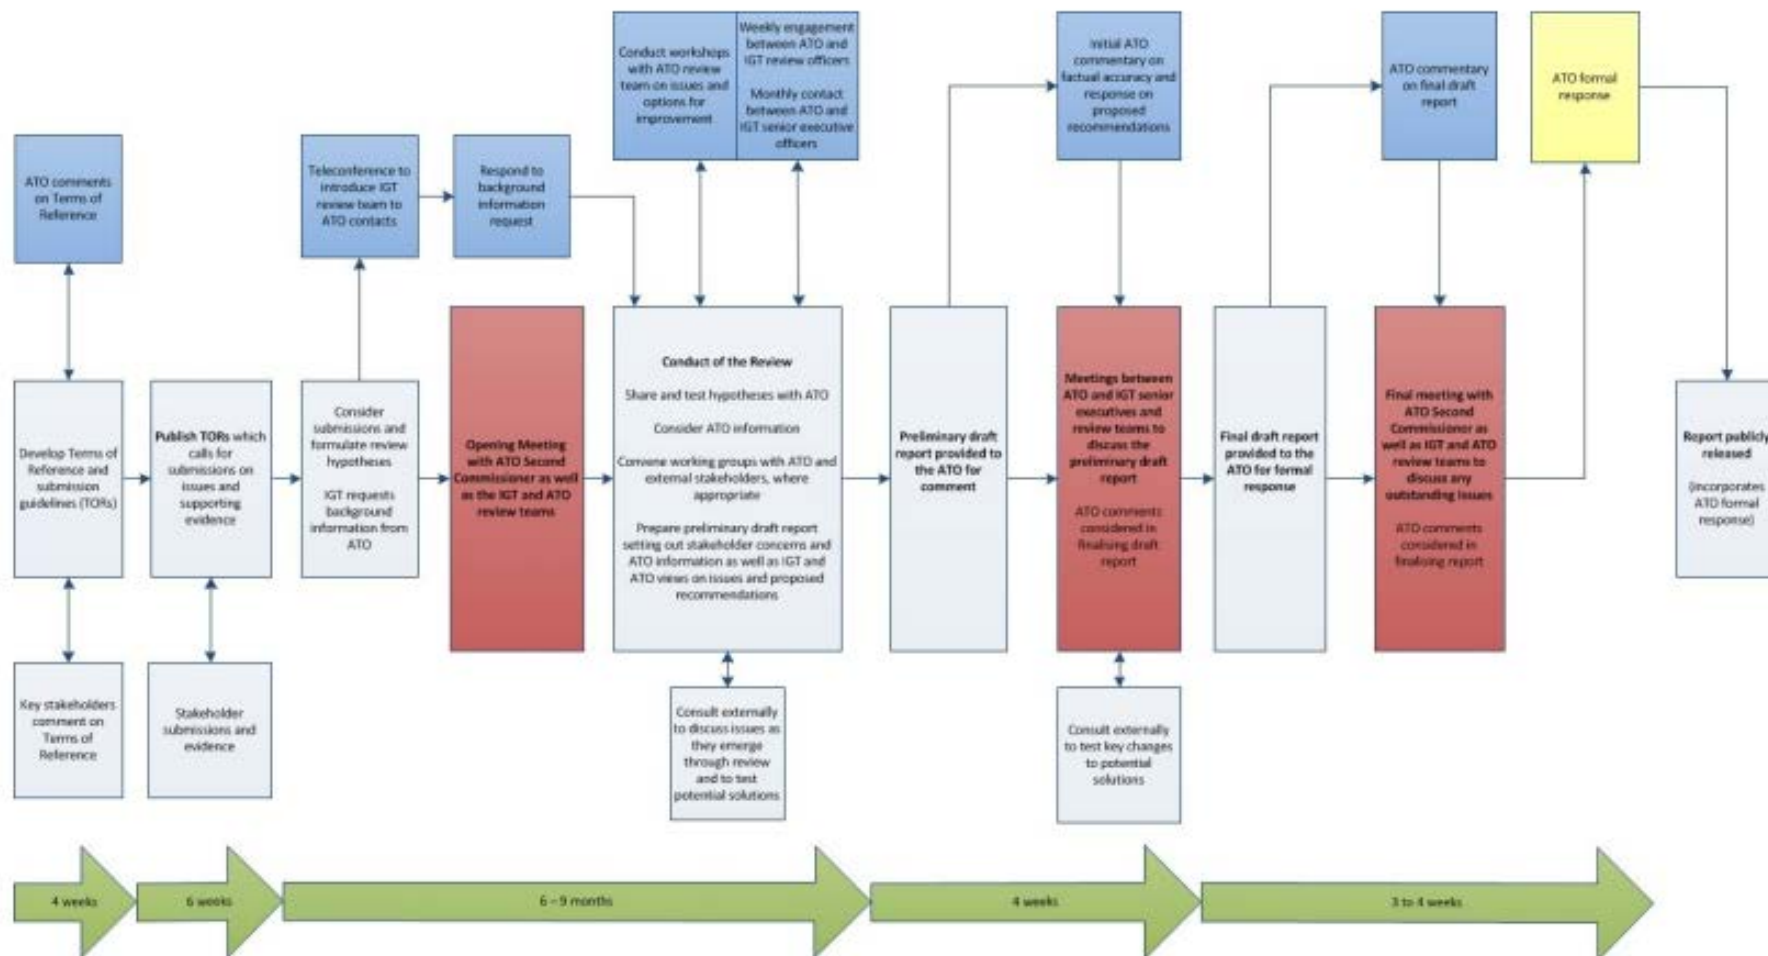 Conduct workshops
with ATO review
team on issues and
options for
improvement
Weekly engagement
between ATO and
IGT review officers
Monthly contact
between ATO and
IGT senior executive
officers
Initial ATO
commentary on
factual accuracy and
response on
proposed
recommendations
ATO commentary
on final draft
report
ATO formal
response
ATO comments
on Terms of
Reference
Teleconference to
introduce IGT
review team to
ATO contacts
Respond to
background
information
request
Develop Terms of
Reference and
submission
guidelines (TORs)
Publish TORs which
calls for
submissions on
issues and
supporting
evidence
Consider
submissions and
formulate review
hypotheses
IGT requests
background
information from
ATO
Opening Meeting
with ATO Second
Commissioner as well
as the IGT and ATO
review teams
Conduct of the Review
Share and test hypotheses with ATO
Consider ATO information
Convene working groups with ATO and
external stakeholders, where
appropriate
Prepare preliminary draft report
setting out stakeholder concerns and
ATO information as well as IGT and
ATO views on issues and proposed
recommendations
Preliminary draft
report provided to
the ATO for
comment
Meetings between
ATO and IGT senior
executives and
review teams to
discuss the
preliminary draft
report
ATO comments
considered in
finalising draft
report
Final draft report
provided to the
ATO for formal
response
Final meeting with
ATO Second
Commissioner as
well as IGT and ATO
review teams to
discuss any
outstanding issues
ATO comments
considered in
finalising report
Report publicly
released
(incorporates
ATO formal
response)
Key stakeholders
comment on
Terms of
Reference
Stakeholder
submissions and
evidence
Consult externally
to discuss issues as
they emerge
through review
and to test
potential solutions
Consult externally
to test key changes
to potential
solutions
4 weeks
6 weeks
6 – 9 months
4 weeks
3 to 4 weeks